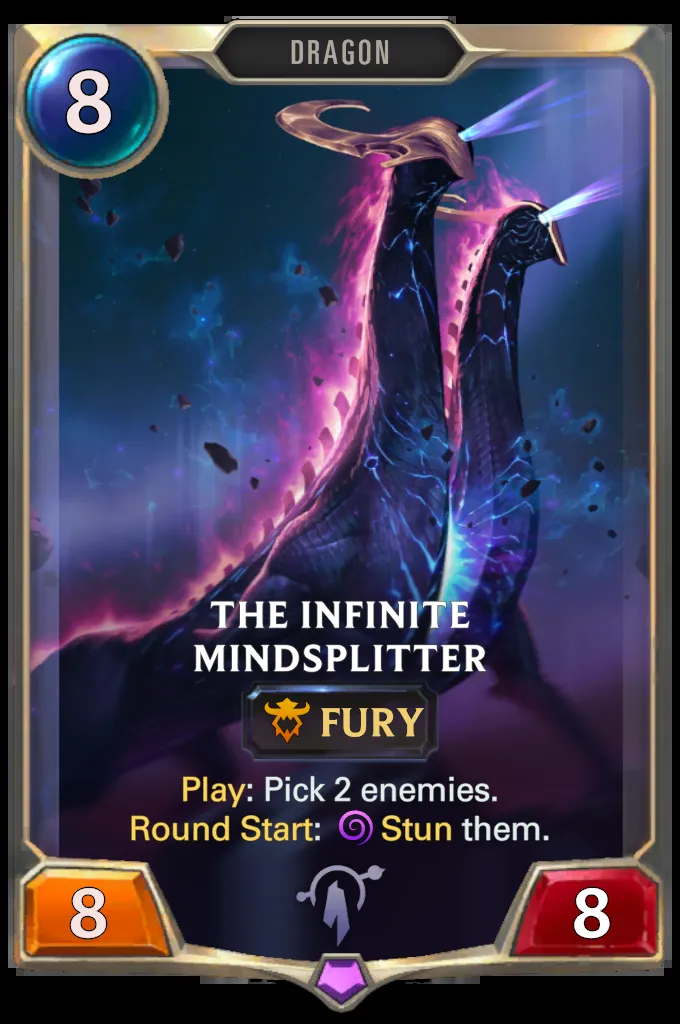 DRAGON
8
THE INFINITE
MINDSPLITTER
FURY
Play: Pick 2 enemies.
Round Start: Stun them.
8
8